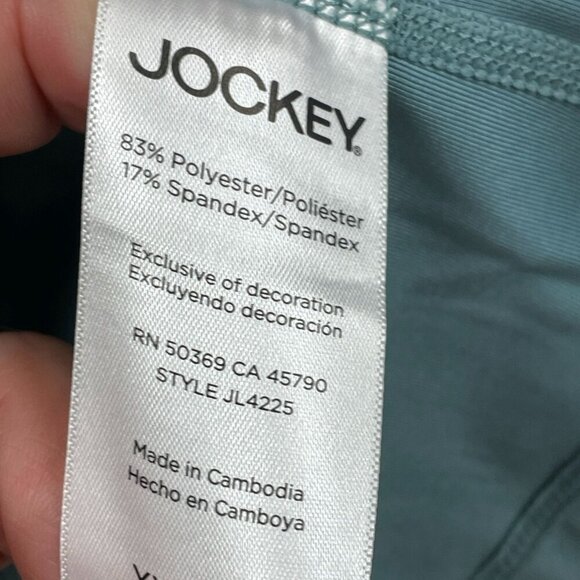 JOCKEY®
83% Polyester/Poliéster
17% Spandex/Spandex
Exclusive of decoration
Excluyendo decoración
RN 50369 CA 45790
STYLE JL4225
Made in Cambodia
Hecho en Camboya